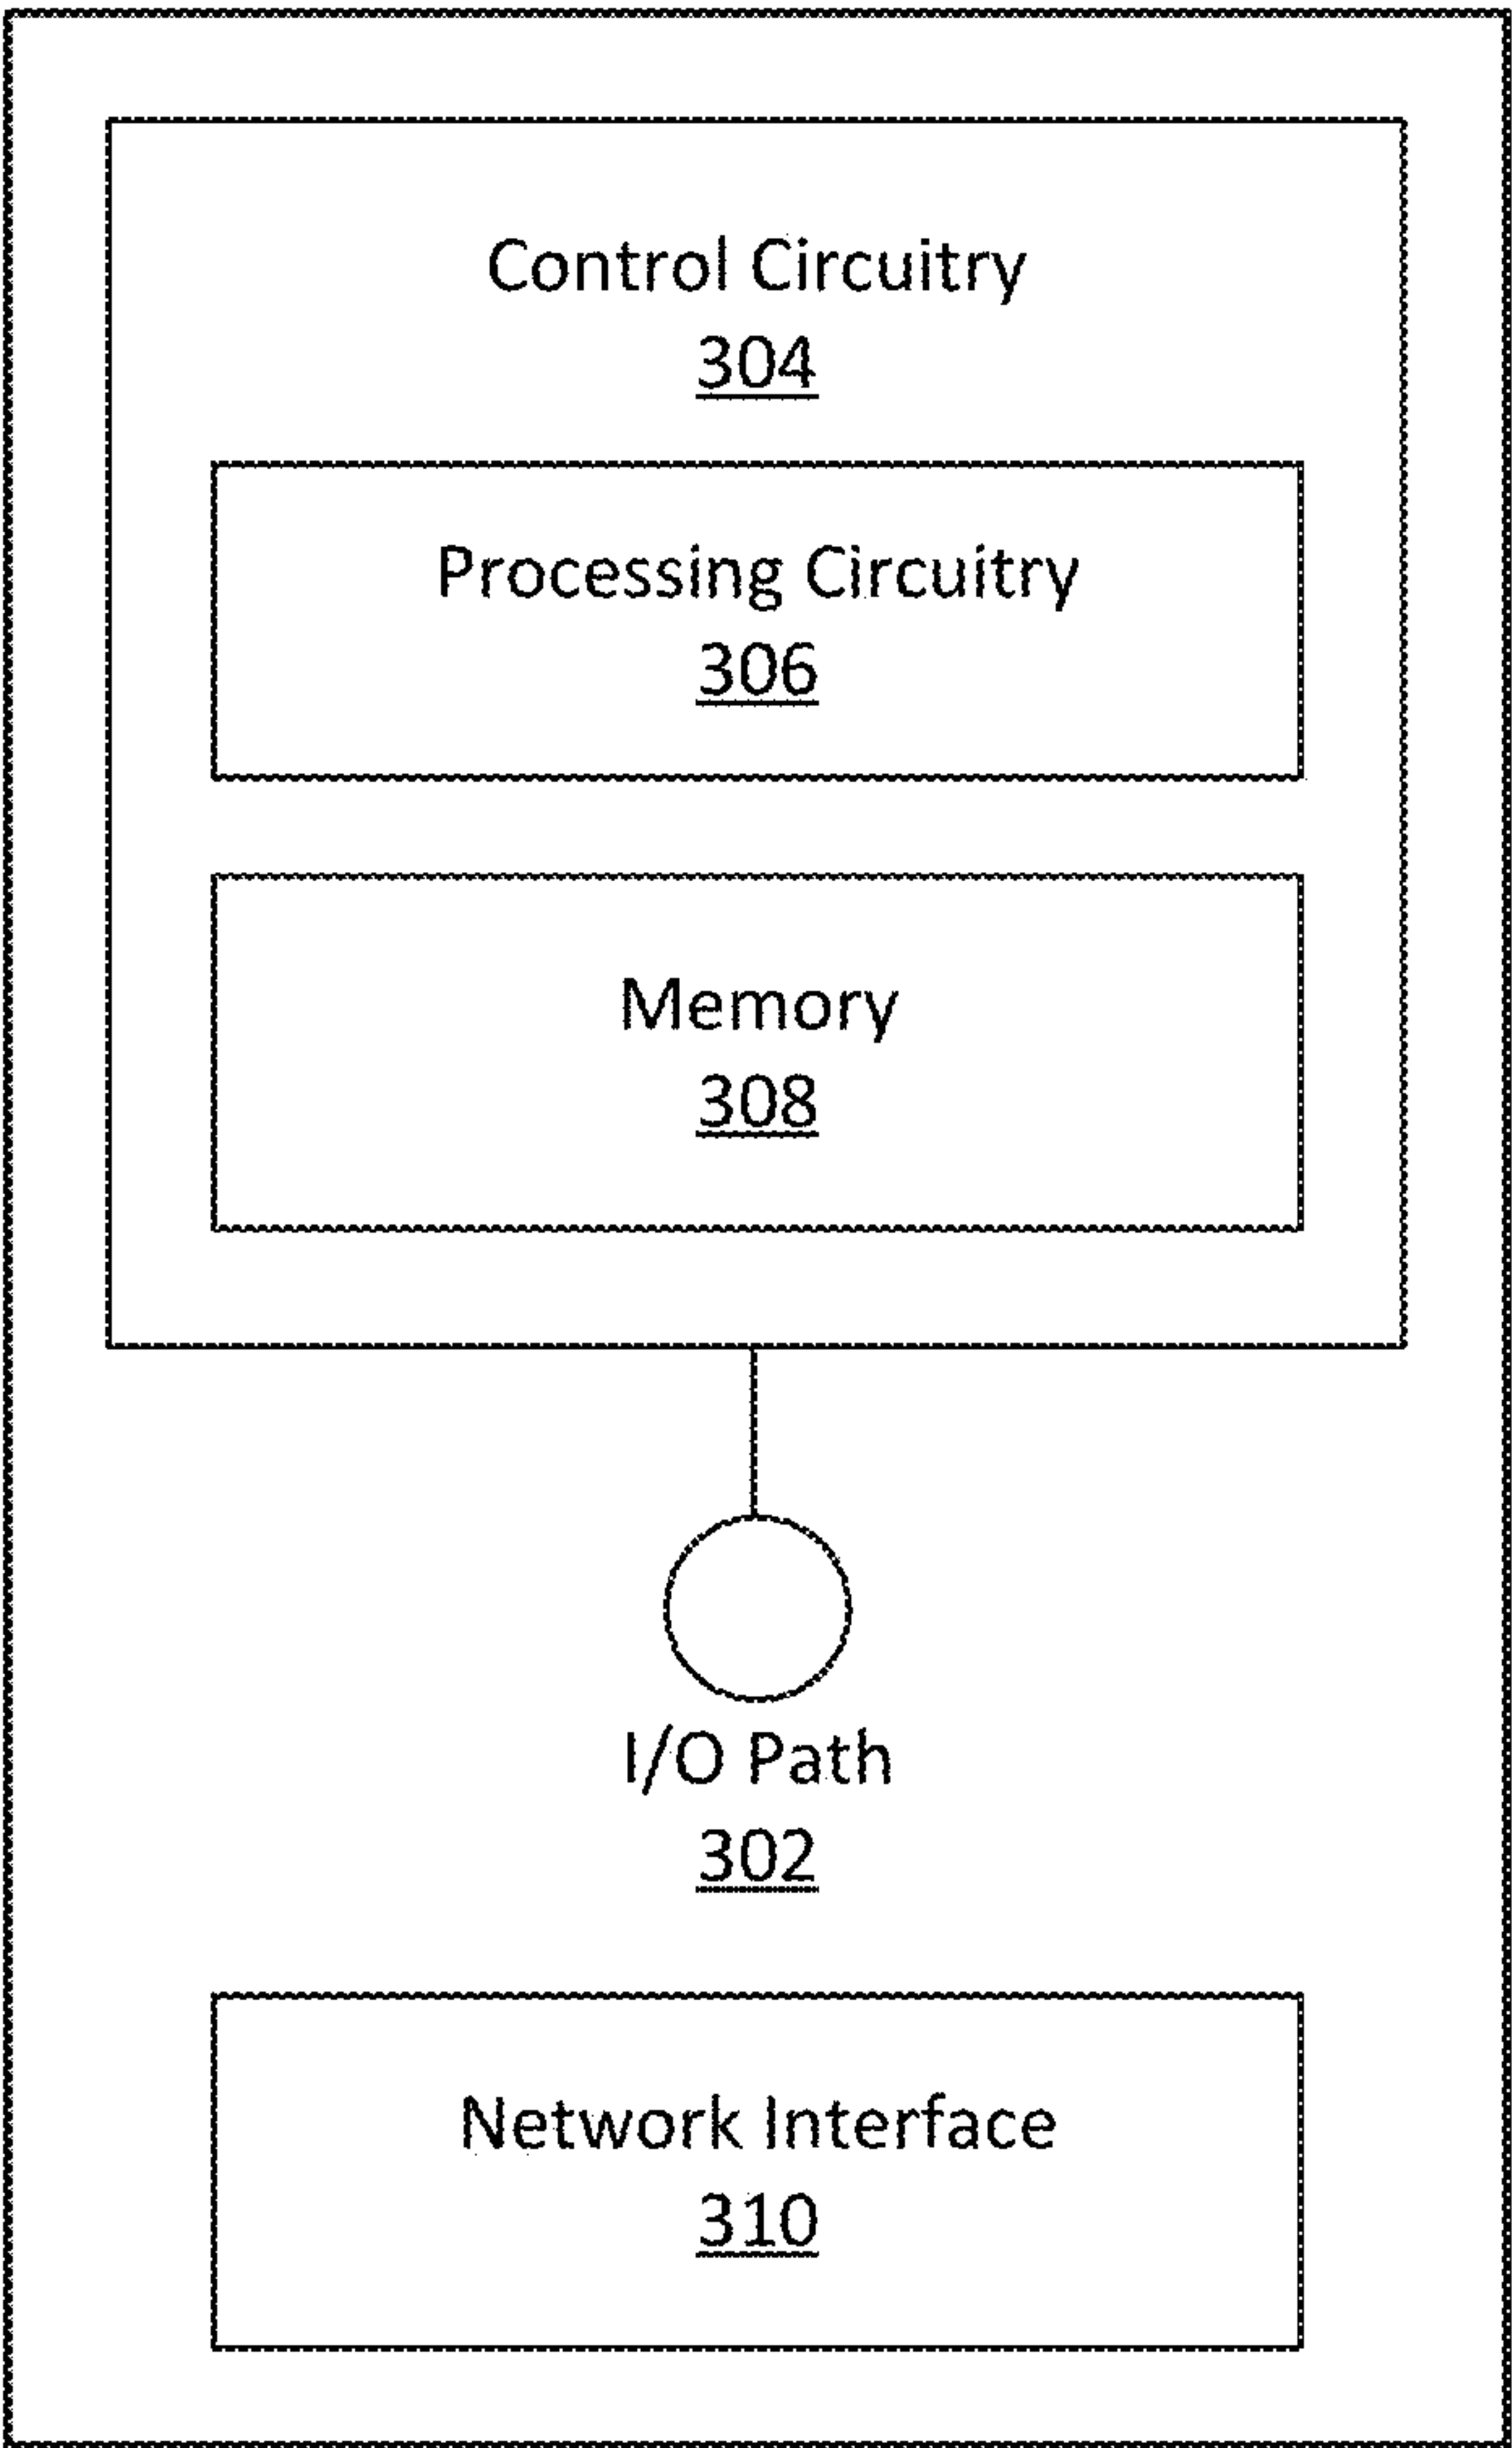 Control Circuitry
304
Processing Circuitry
306
Memory
308
I/O Path
302
Network Interface
310